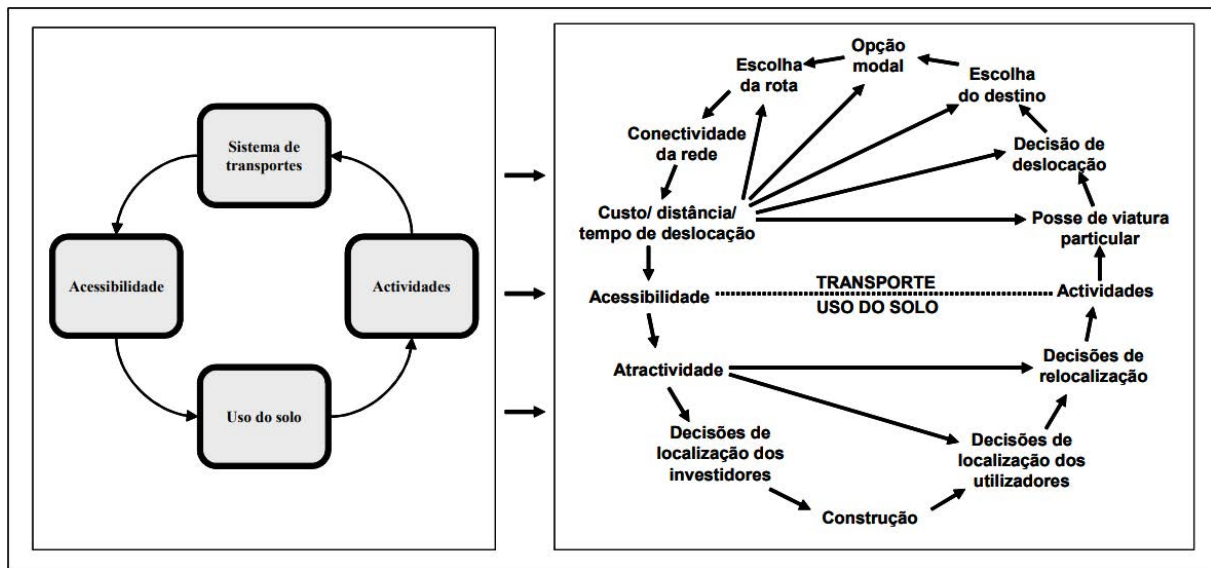 Sistema de
transportes
Acessibilidade
Actividades
Uso do solo
Opção
modal
Escolha
da rota
Escolha
do destino
Conectividade
da rede
Decisão de
deslocação
Custo/ distância/
tempo de deslocação
Posse de viatura
particular
Acessibilidade
TRANSPORTE
USO DO SOLO
Actividades
Atractividade
Decisões de
relocalização
Decisões de
localização dos
investidores
Decisões de
localização dos
utilizadores
Construção